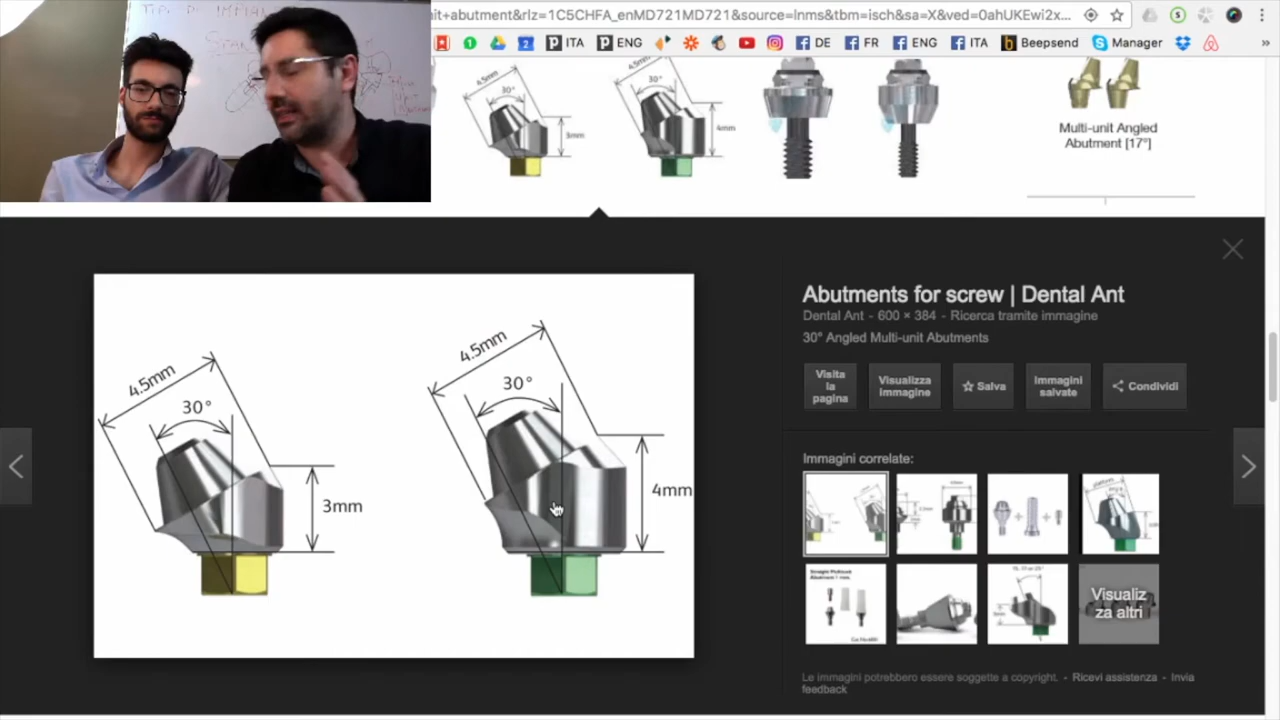 nit+abutment&rlz=1C5CHFA_enMD721MD721&source=lnms&tbm=isch&sa=X&ved=0ahUKEwi2x...
ITA
ENG
DE
FR
ENG
ITA
Beepsend
Manager
»
4.5mm
30°
3mm
4.5mm
30°
4mm
Multi-unit Angled
Abutment [17°]
4.5mm
30°
3mm
4.5mm
30°
4mm
Abutments for screw | Dental Ant
Dental Ant - 600 × 384 - Ricerca tramite immagine
30° Angled Multi-unit Abutments
Visita
la
pagina
Visualizza
immagine
Salva
Immagini
salvate
Condividi
Immagini correlate:
Visualiz
za altri
Le immagini potrebbero essere soggette a copyright. - Ricevi assistenza - Invia
feedback